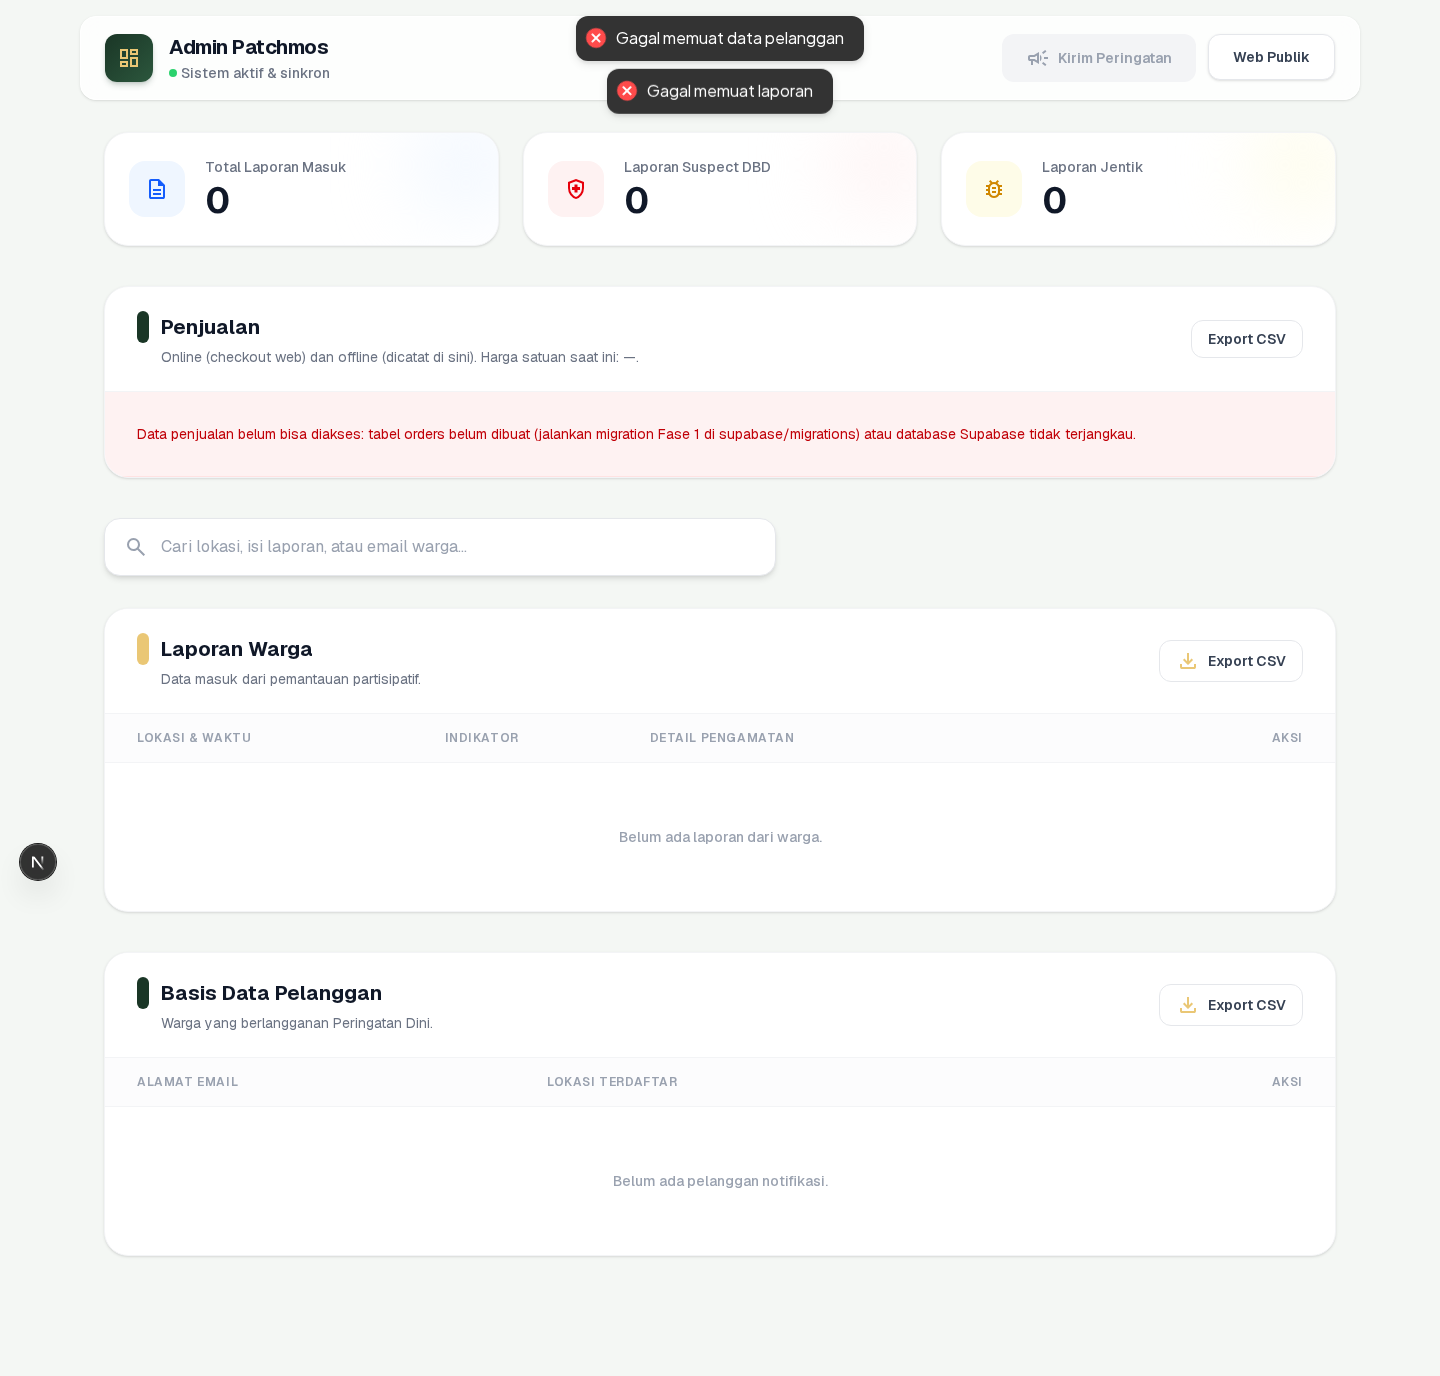 Admin Patchmos
Sistem aktif & sinkron
Gagal memuat data pelanggan
Gagal memuat laporan
Kirim Peringatan
Web Publik
Total Laporan Masuk
0
Laporan Suspect DBD
0
Laporan Jentik
0
Penjualan
Online (checkout web) dan offline (dicatat di sini). Harga satuan saat ini: —.
Export CSV
Data penjualan belum bisa diakses: tabel orders belum dibuat (jalankan migration Fase 1 di supabase/migrations) atau database Supabase tidak terjangkau.
Cari lokasi, isi laporan, atau email warga...
Laporan Warga
Data masuk dari pemantauan partisipatif.
Export CSV
LOKASI & WAKTU INDIKATOR DETAIL PENGAMATAN AKSI
Belum ada laporan dari warga.
N
Basis Data Pelanggan
Warga yang berlangganan Peringatan Dini.
Export CSV
ALAMAT EMAIL LOKASI TERDAFTAR AKSI
Belum ada pelanggan notifikasi.